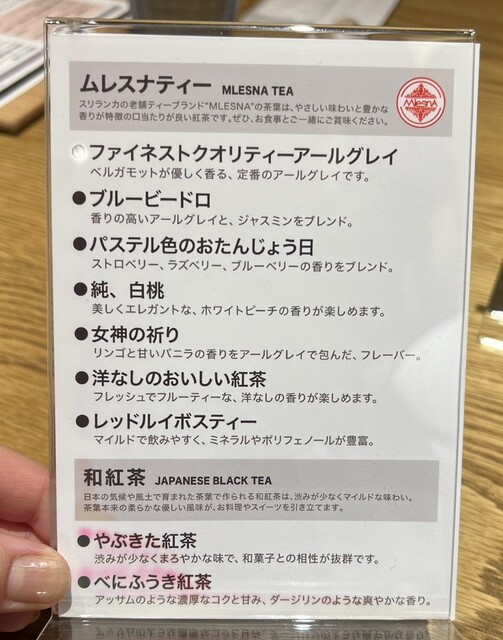 ムレスナティー MLESNA TEA
スリランカの老舗ティーブランド"MLESNA"の茶葉は、やさしい味わいと豊かな
香りが特徴の口当たりが良い紅茶です。ぜひ、お食事とご一緒にご賞味ください。
MlesnA
ファイネストクオリティーアールグレイ
ベルガモットが優しく香る、定番のアールグレイです。
●ブルービードロ
香りの高いアールグレイと、ジャスミンをブレンド。
●パステル色のおたんじょう日
ストロベリー、ラズベリー、ブルーベリーの香りをブレンド。
●純、白桃
美しくエレガントな、ホワイトピーチの香りが楽しめます。
●女神の祈り
リンゴと甘いバニラの香りをアールグレイで包んだ、フレーバー。
●洋なしのおいしい紅茶
フレッシュでフルーティーな、洋なしの香りが楽しめます。
●レッドルイボスティー
マイルドで飲みやすく、ミネラルやポリフェノールが豊富。
和紅茶 JAPANESE BLACK TEA
日本の気候や風土で育まれた茶葉で作られる和紅茶は、渋みが少なくマイルドな味わい。
茶葉本来の柔らかな優しい風味が、お料理やスイーツを引き立てます。
●やぶきた紅茶
渋みが少なくまろやかな味で、和菓子との相性が抜群です。
●べにふうき紅茶
アッサムのような濃厚なコクと甘み、ダージリンのような爽やかな香り。